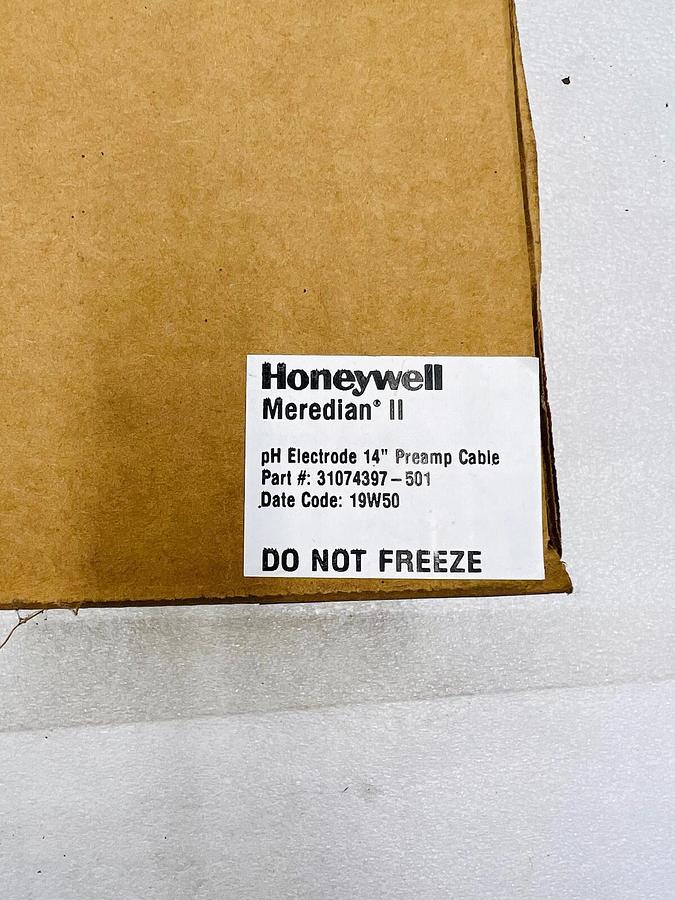 Honeywell
Meredian® II
pH Electrode 14" Preamp Cable
Part #: 31074397-501
Date Code: 19W50
DO NOT FREEZE